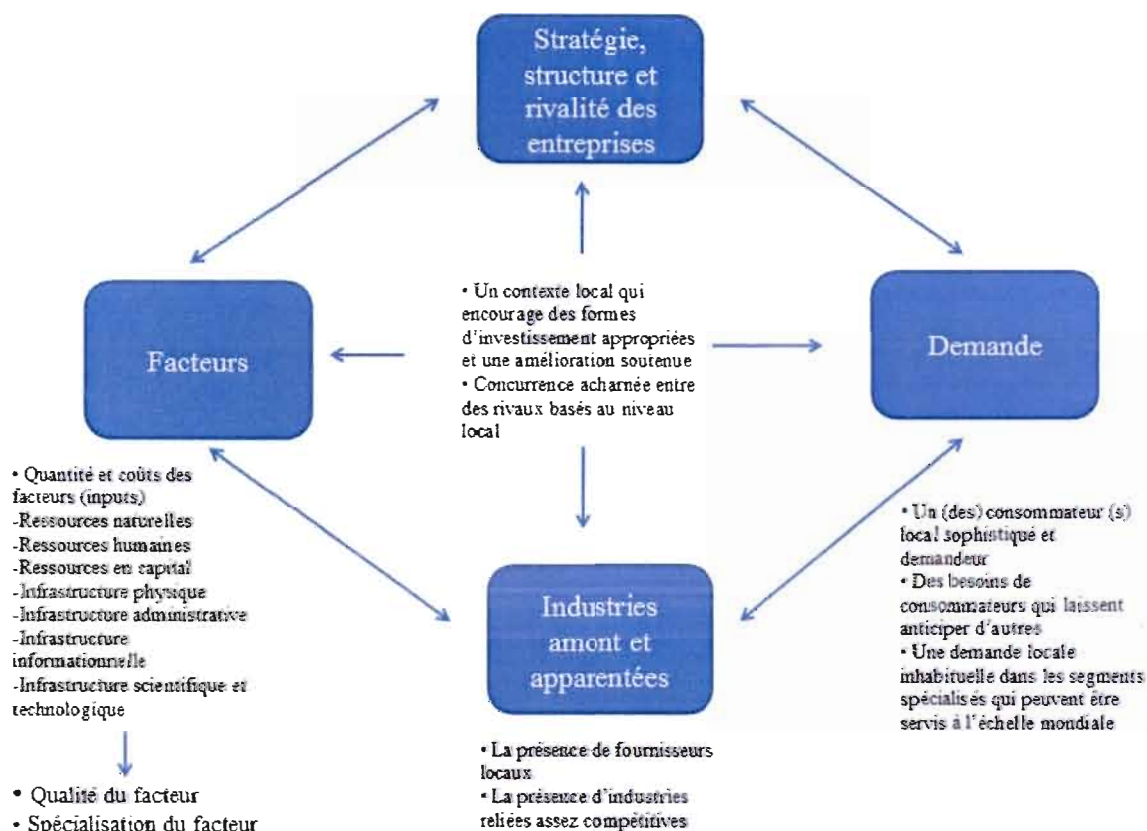 Stratégie,
structure et
rivalité des
entreprises
Facteurs
• Un contexte local qui
encourage des formes
d'investissement appropriées
et une amélioration soutenue
• Concurrence acharnée entre
des rivaux basés au niveau
local
Demande
• Quantité et coûts des
facteurs (inputs)
-Ressources naturelles
-Ressources humaines
-Ressources en capital
-Infrastructure physique
-Infrastructure administrative
-Infrastructure
informationnelle
-Infrastructure scientifique et
technologique
• Qualité du facteur
• Spécialisation du facteur
Industries
amont et
apparentées
• La présence de fournisseurs
locaux
• La présence d'industries
reliées assez compétitives
• Un (des) consommateur (s)
local sophistiqué et
demandeur
• Des besoins de
consommateurs qui laissent
anticiper d'autres
• Une demande locale
inhabituelle dans les segments
spécialisés qui peuvent être
servis à l'échelle mondiale